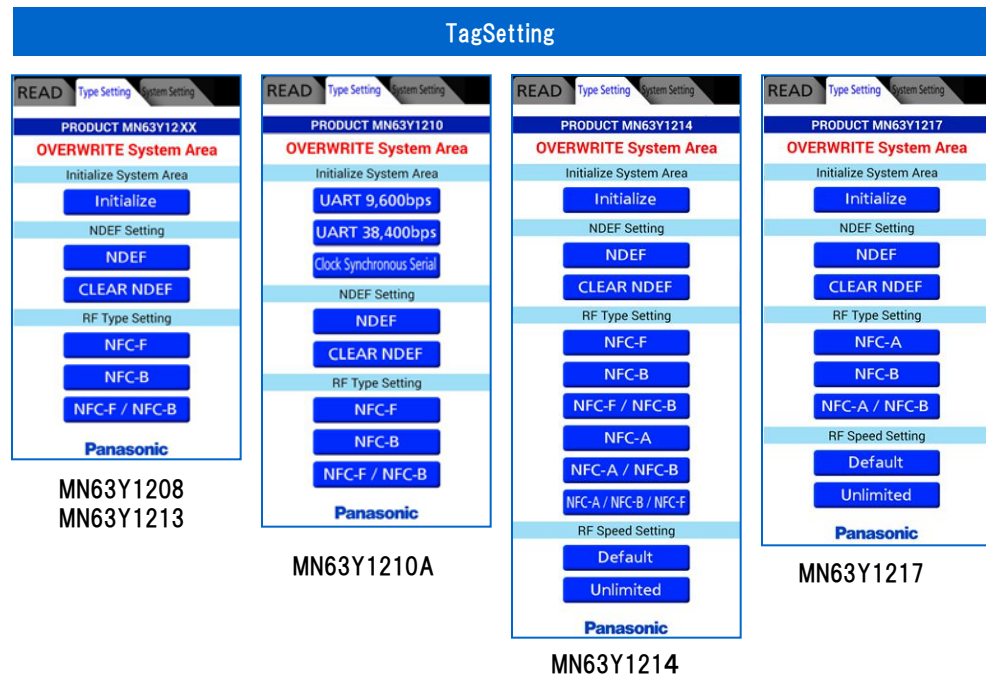 TagSetting
READ Type Setting System Setting
PRODUCT MN63Y12XX
OVERWRITE System Area
Initialize System Area
Initialize
NDEF Setting
NDEF
CLEAR NDEF
RF Type Setting
NFC-F
NFC-B
NFC-F / NFC-B
Panasonic
MN63Y1208
MN63Y1213
READ Type Setting System Setting
PRODUCT MN63Y1210
OVERWRITE System Area
Initialize System Area
UART 9,600bps
UART 38,400bps
Clock Synchronous Serial
NDEF Setting
NDEF
CLEAR NDEF
RF Type Setting
NFC-F
NFC-B
NFC-F / NFC-B
Panasonic
MN63Y1210A
READ Type Setting System Setting
PRODUCT MN63Y1214
OVERWRITE System Area
Initialize System Area
Initialize
NDEF Setting
NDEF
CLEAR NDEF
RF Type Setting
NFC-F
NFC-B
NFC-F / NFC-B
NFC-A
NFC-A / NFC-B
NFC-A / NFC-B / NFC-F
RF Speed Setting
Default
Unlimited
Panasonic
MN63Y1214
READ Type Setting System Setting
PRODUCT MN63Y1217
OVERWRITE System Area
Initialize System Area
Initialize
NDEF Setting
NDEF
CLEAR NDEF
RF Type Setting
NFC-A
NFC-B
NFC-A / NFC-B
RF Speed Setting
Default
Unlimited
Panasonic
MN63Y1217